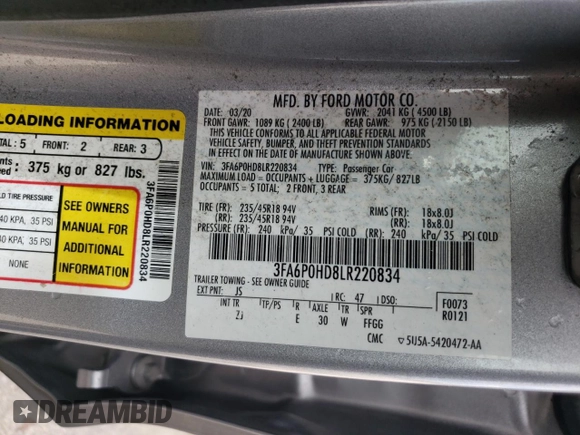 LOADING INFORMATION
TOTAL: 5 FRONT: 2 REAR: 3
375 kg or 827 lbs.
TIRE PRESSURE
KPA, 35 PSI
KPA, 35 PSI
NONE
SEE OWNERS
MANUAL FOR
ADDITIONAL
INFORMATION
3FA6P0HD8LR220834
MFD. BY FORD MOTOR CO.
DATE: 03/20 GVWR: 2041 KG (4500 LB)
FRONT GAWR: 1089 KG (2400 LB) REAR GAWR: 975 KG (2150 LB)
THIS VEHICLE CONFORMS TO ALL APPLICABLE FEDERAL MOTOR
VEHICLE SAFETY, BUMPER, AND THEFT PREVENTION STANDARDS
IN EFFECT ON THE DATE OF MANUFACTURE SHOWN ABOVE.
VEHICLE IDENTIFICATION NO: 3FA6P0HD8LR220834 TYPE: Passenger Car
MAXIMUM LOAD = OCCUPANTS + LUGGAGE = 375KG/827LB
OCCUPANTS = 5 TOTAL: 2 FRONT, 3 REAR
TIRE (FR): 235/45R18 94V RIMS (FR): 18x8.0J
(RR): 235/45R18 94V (RR): 18x8.0J
PRESSURE (FR): 240 kPa/ 35 PSI COLD (RR): 240 kPa/35 PSI COLD
3FA6P0HD8LR220834
TRAILER TOWING - SEE OWNER GUIDE
EXT PNT: JS RC: 47 DSO: F0073
INT TR TP/PS R AXLE TR SPR R0121
ZJ E 30 W FFGG
CMC 5U5A-5420472-AA
DREAMBID